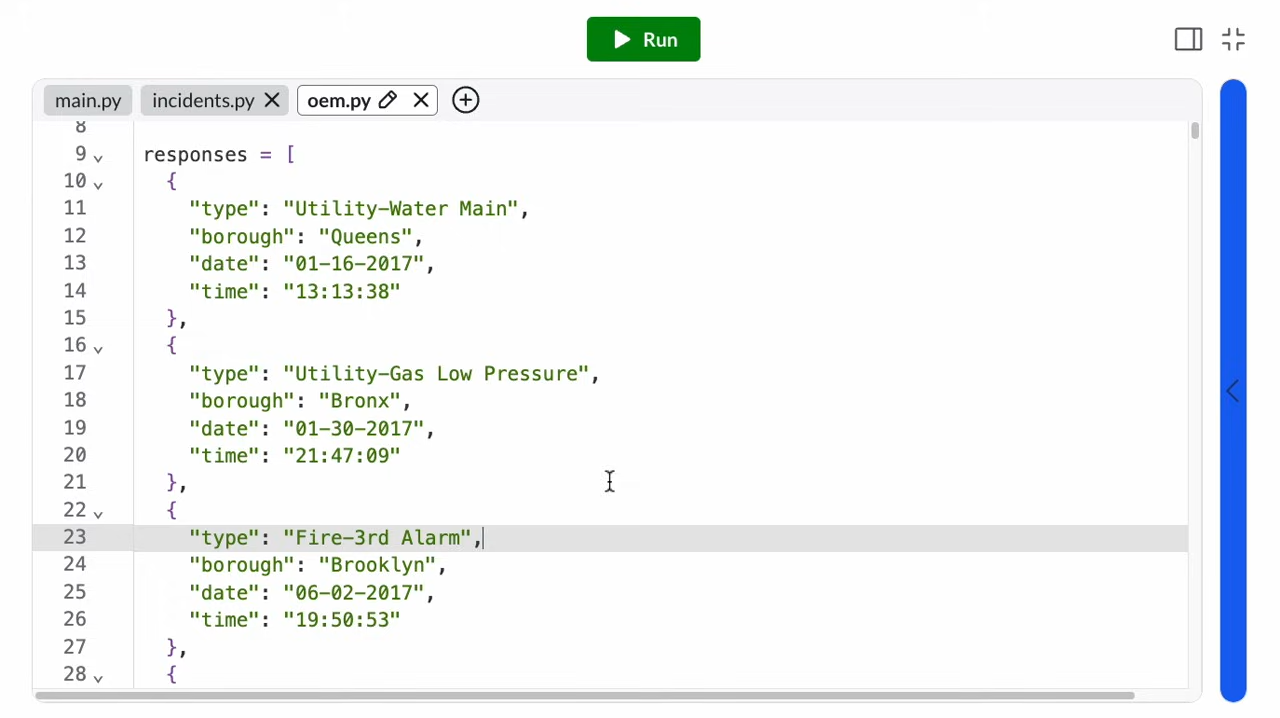 Run
main.py incidents.py oem.py
8
9 responses = [
10 {
11 "type": "Utility-Water Main",
12 "borough": "Queens",
13 "date": "01-16-2017",
14 "time": "13:13:38"
15 },
16 {
17 "type": "Utility-Gas Low Pressure",
18 "borough": "Bronx",
19 "date": "01-30-2017",
20 "time": "21:47:09"
21 },
22 {
23 "type": "Fire-3rd Alarm",
24 "borough": "Brooklyn",
25 "date": "06-02-2017",
26 "time": "19:50:53"
27 },
28 {